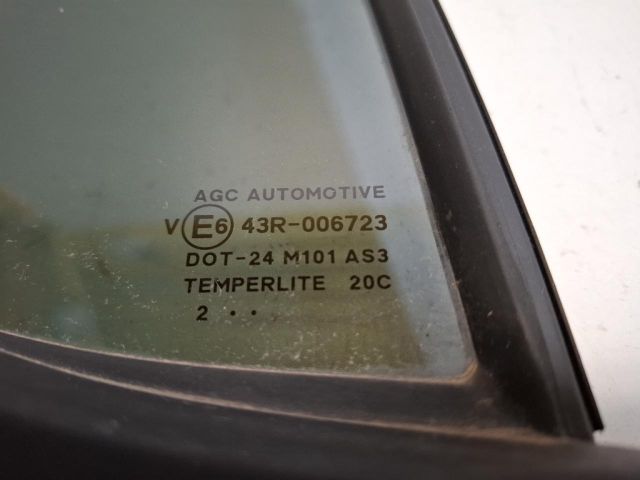 AGC AUTOMOTIVE
V E6 43R-006723
DOT-24 M101 AS3
TEMPERLITE 20C
2 · ·